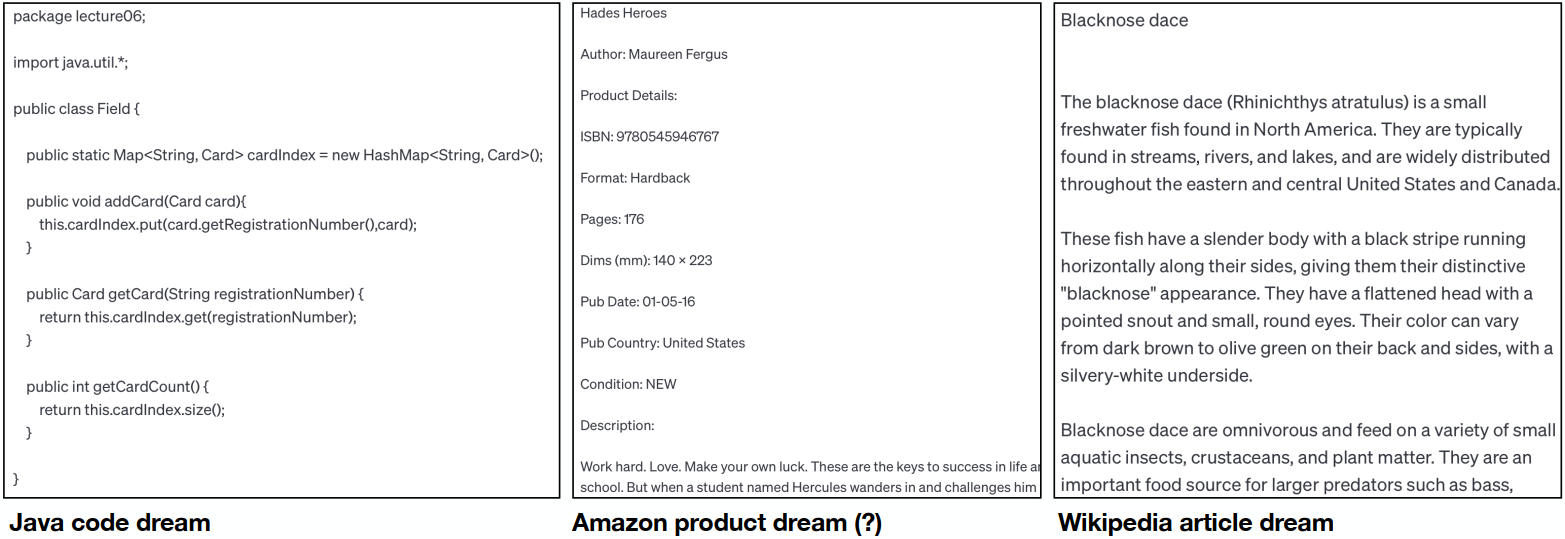 package lecture06;
import java.util.*;
public class Field {
public static Map<String, Card> cardIndex = new HashMap<String, Card>();
public void addCard(Card card){
this.cardIndex.put(card.getRegistrationNumber(),card);
}
public Card getCard(String registrationNumber) {
return this.cardIndex.get(registrationNumber);
}
public int getCardCount() {
return this.cardIndex.size();
}
}
Java code dream
Hades Heroes
Author: Maureen Fergus
Product Details:
ISBN: 9780545946767
Format: Hardback
Pages: 176
Dims (mm): 140 × 223
Pub Date: 01-05-16
Pub Country: United States
Condition: NEW
Description:
Work hard. Love. Make your own luck. These are the keys to success in life
school. But when a student named Hercules wanders in and challenges him
Amazon product dream (?)
Blacknose dace
The blacknose dace (Rhinichthys atratulus) is a small
freshwater fish found in North America. They are typically
found in streams, rivers, and lakes, and are widely distributed
throughout the eastern and central United States and Canada.
These fish have a slender body with a black stripe running
horizontally along their sides, giving them their distinctive
"blacknose" appearance. They have a flattened head with a
pointed snout and small, round eyes. Their color can vary
from dark brown to olive green on their back and sides, with a
silvery-white underside.
Blacknose dace are omnivorous and feed on a variety of small
aquatic insects, crustaceans, and plant matter. They are an
important food source for larger predators such as bass,
Wikipedia article dream